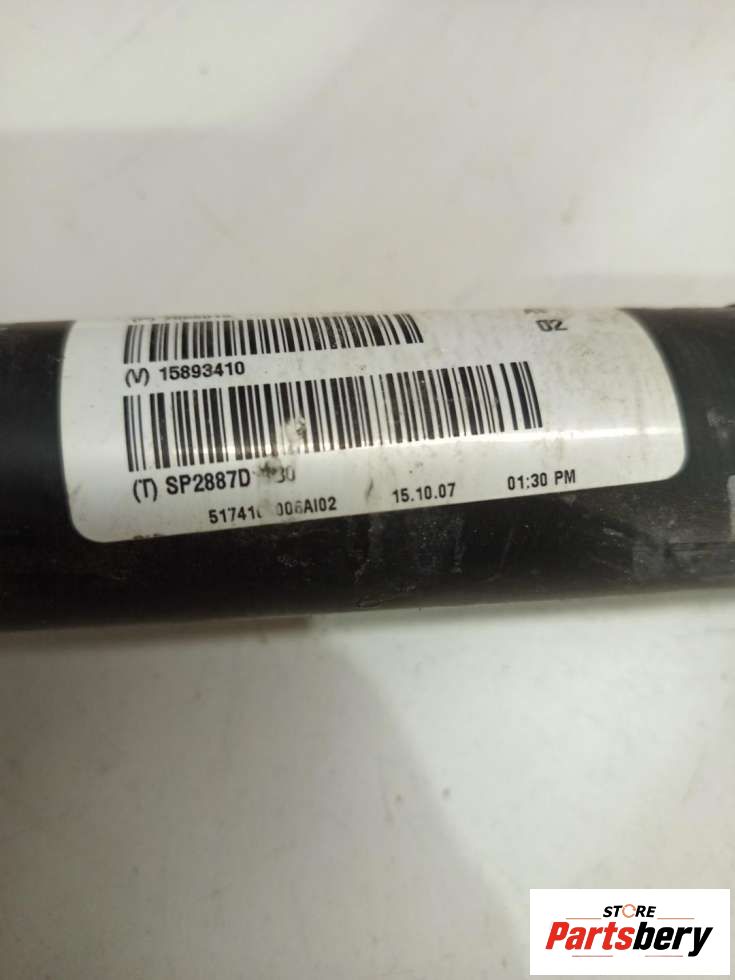 02
(V) 15893410
(T) SP2887D
15.10.07 01:30 PM
STORE
Partsbery